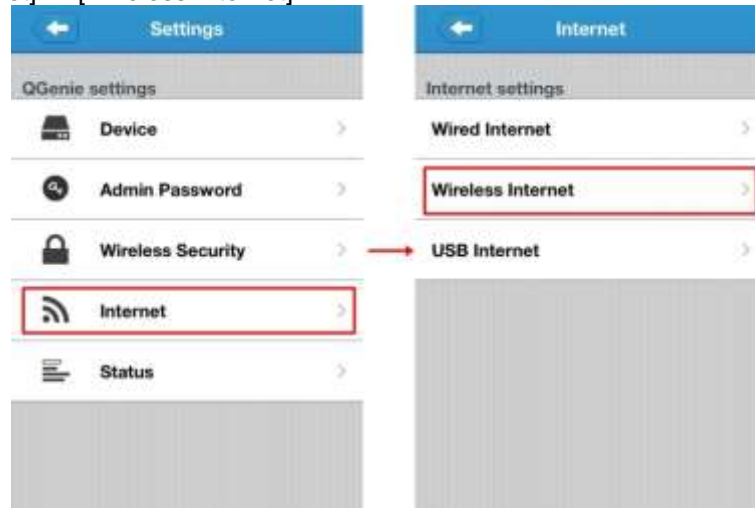 Settings
QGenie settings
Device
Admin Password
Wireless Security
Internet
Status
Internet
Internet settings
Wired Internet
Wireless Internet
USB Internet